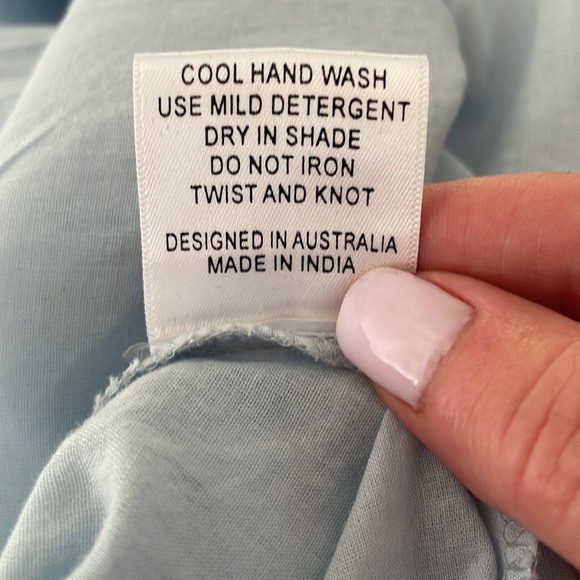 COOL HAND WASH
USE MILD DETERGENT
DRY IN SHADE
DO NOT IRON
TWIST AND KNOT
DESIGNED IN AUSTRALIA
MADE IN INDIA